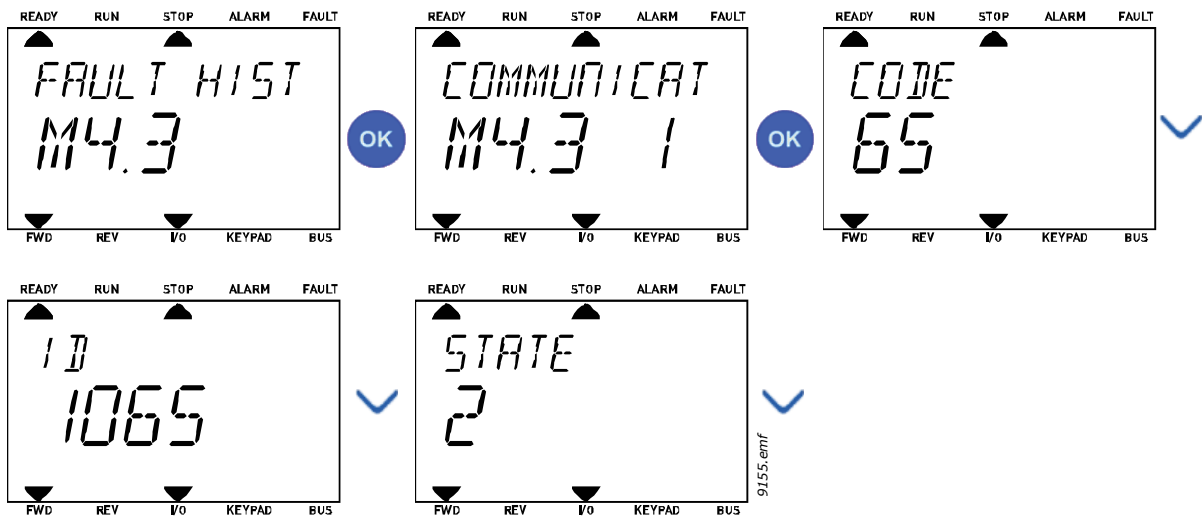 READY RUN STOP ALARM FAULT
FAULT HIST
M4.3
FWD REV I/O KEYPAD BUS
OK
READY RUN STOP ALARM FAULT
COMMUNICAT
M4.3 1
FWD REV I/O KEYPAD BUS
OK
READY RUN STOP ALARM FAULT
CODE
65
FWD REV I/O KEYPAD BUS
READY RUN STOP ALARM FAULT
ID
1065
FWD REV I/O KEYPAD BUS
READY RUN STOP ALARM FAULT
STATE
2
FWD REV I/O KEYPAD BUS
9155.emf